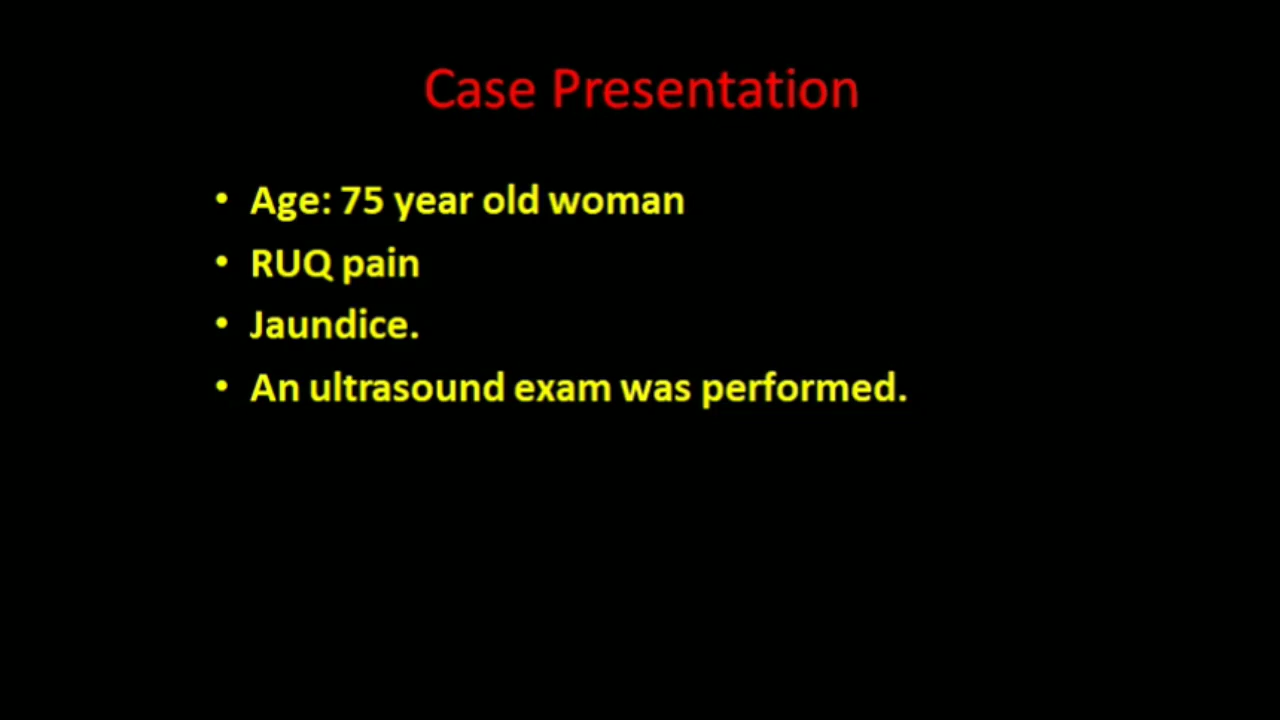 Case Presentation
• Age: 75 year old woman
• RUQ pain
• Jaundice.
• An ultrasound exam was performed.